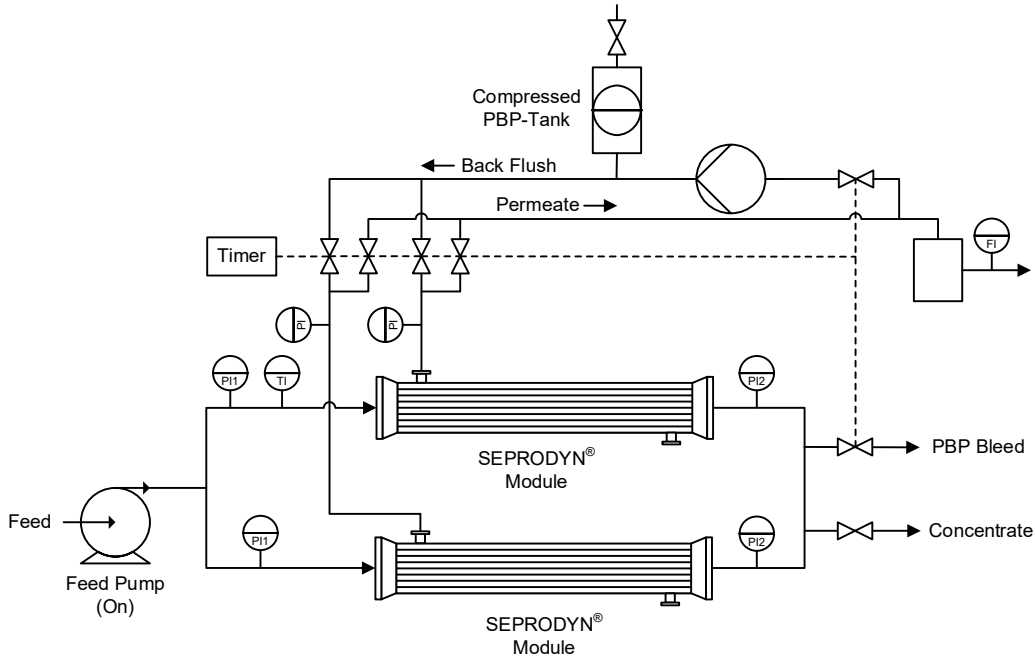 Compressed
PBP-Tank
Back Flush
Permeate
Timer
FI
PI
PI
PI1
TI
PI2
SEPRODYN®
Module
PBP Bleed
Feed
PI1
PI2
Concentrate
Feed Pump
(On)
SEPRODYN®
Module